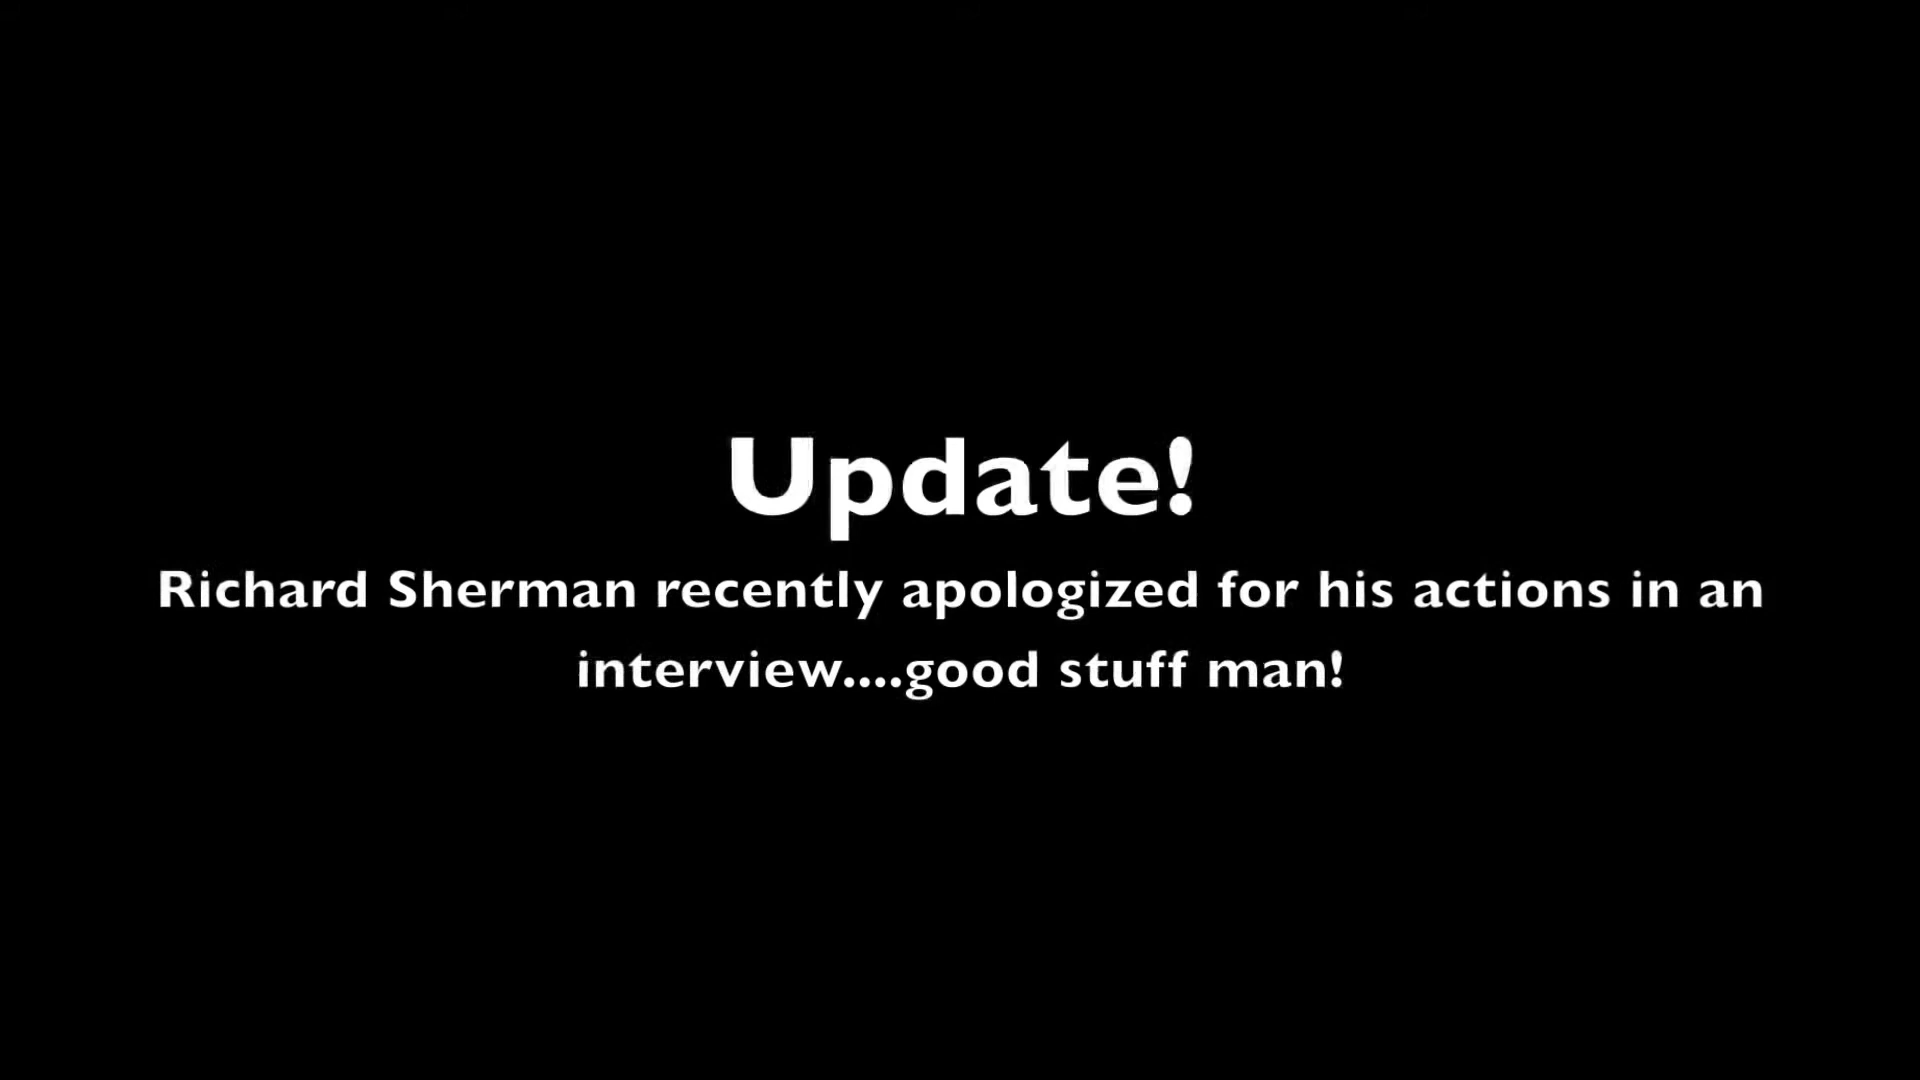 Update!
Richard Sherman recently apologized for his actions in an
interview....good stuff man!